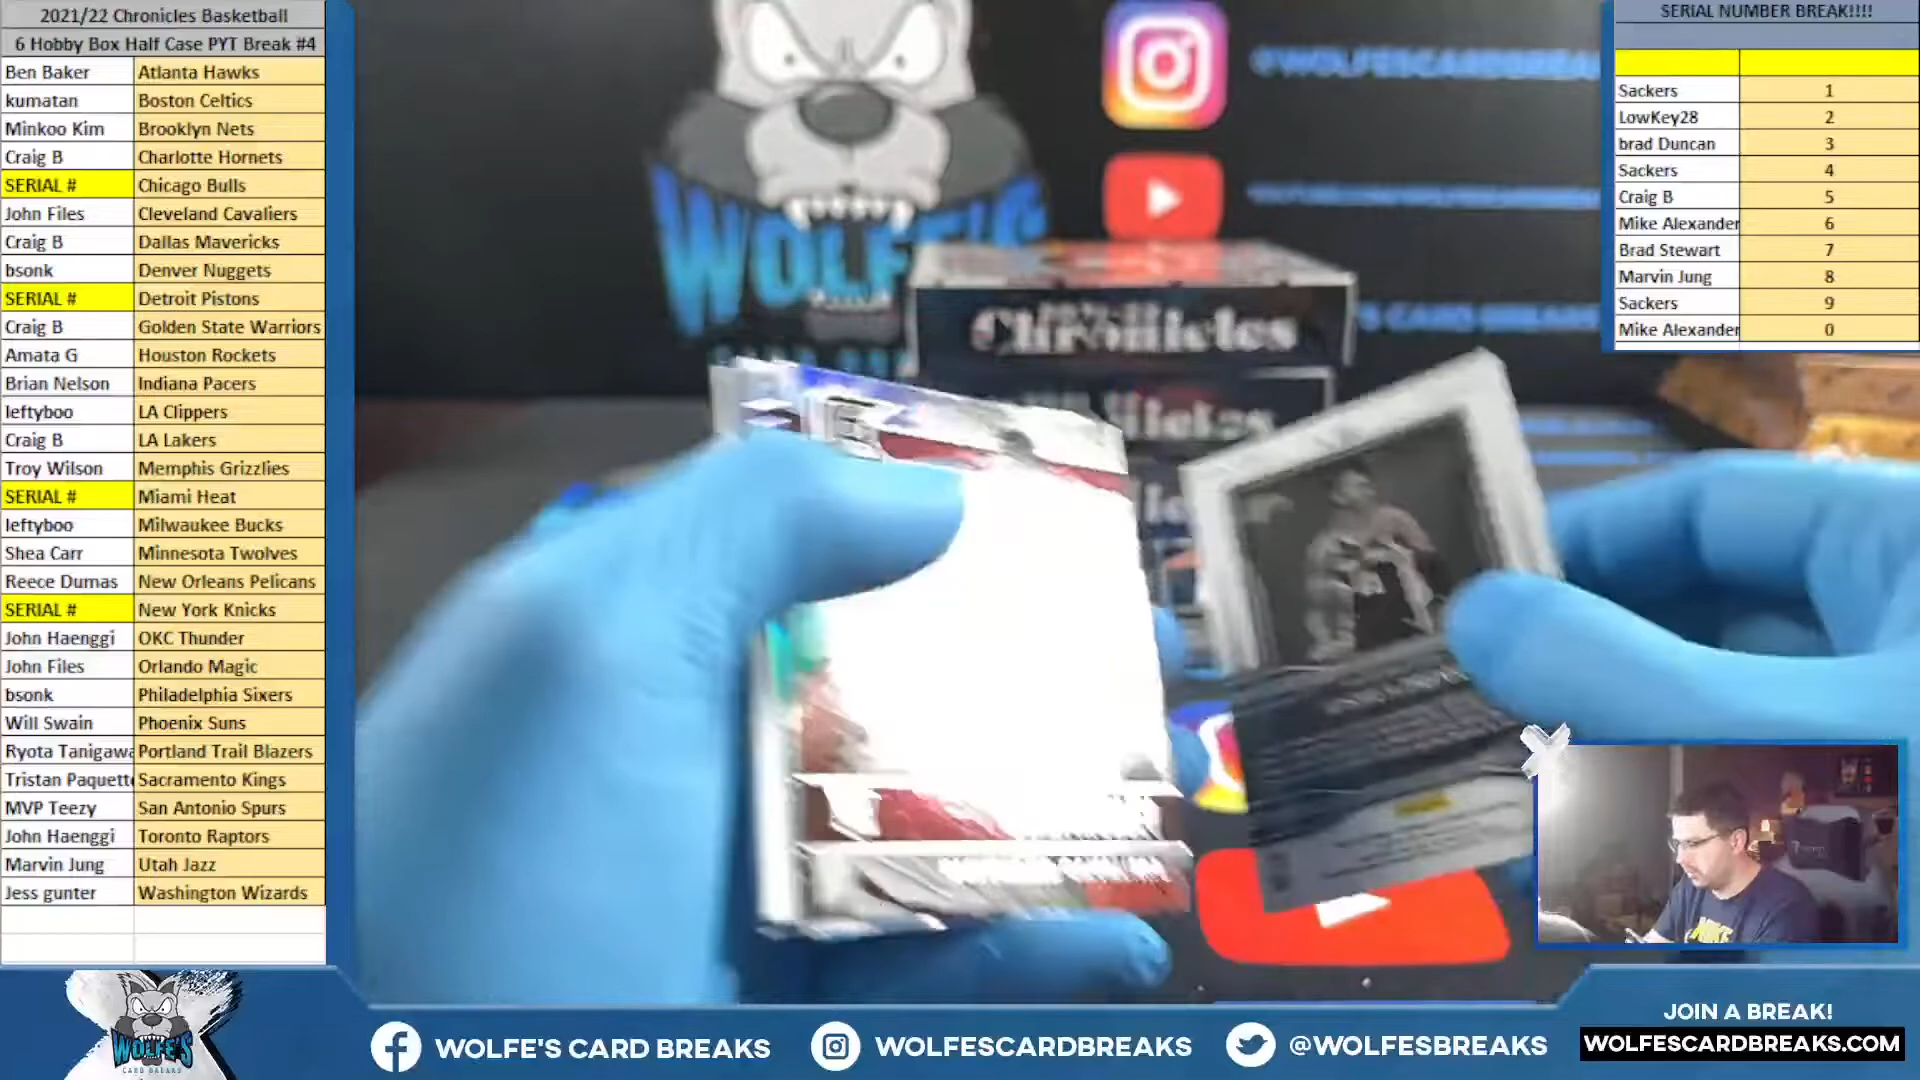 2021/22 Chronicles Basketball
6 Hobby Box Half Case PYT Break #4
Ben Baker Atlanta Hawks
kumatan Boston Celtics
Minkoo Kim Brooklyn Nets
Craig B Charlotte Hornets
SERIAL # Chicago Bulls
John Files Cleveland Cavaliers
Craig B Dallas Mavericks
bsonk Denver Nuggets
SERIAL # Detroit Pistons
Craig B Golden State Warriors
Amata G Houston Rockets
Brian Nelson Indiana Pacers
leftyboo LA Clippers
Craig B LA Lakers
Troy Wilson Memphis Grizzlies
SERIAL # Miami Heat
leftyboo Milwaukee Bucks
Shea Carr Minnesota Twolves
Reece Dumas New Orleans Pelicans
SERIAL # New York Knicks
John Haenggi OKC Thunder
John Files Orlando Magic
bsonk Philadelphia Sixers
Will Swain Phoenix Suns
Ryota Tanigawa Portland Trail Blazers
Tristan Paquett Sacramento Kings
MVP Teezy San Antonio Spurs
John Haenggi Toronto Raptors
Marvin Jung Utah Jazz
Jess gunter Washington Wizards
SERIAL NUMBER BREAK!!!!
Sackers 1
LowKey28 2
brad Duncan 3
Sackers 4
Craig B 5
Mike Alexander 6
Brad Stewart 7
Marvin Jung 8
Sackers 9
Mike Alexander 0
@WOLFESCARDBREAKS
WOLFE'S
Chronicles
WOLFE'S
CARD BREAKS
WOLFE'S CARD BREAKS
WOLFESCARDBREAKS
@WOLFESBREAKS
JOIN A BREAK!
WOLFESCARDBREAKS.COM